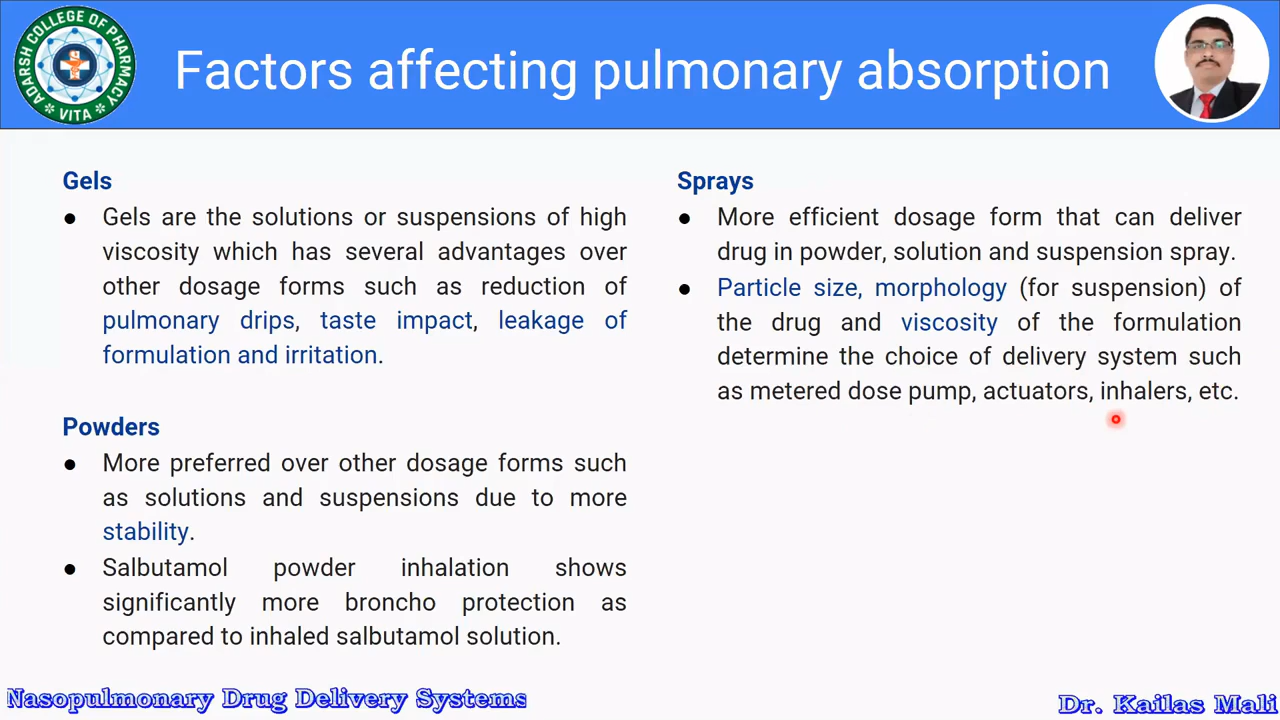 ADARSH COLLEGE OF PHARMACY
VITA
Factors affecting pulmonary absorption
Gels
● Gels are the solutions or suspensions of high
viscosity which has several advantages over
other dosage forms such as reduction of
pulmonary drips, taste impact, leakage of
formulation and irritation.
Powders
● More preferred over other dosage forms such
as solutions and suspensions due to more
stability.
● Salbutamol powder inhalation shows
significantly more broncho protection as
compared to inhaled salbutamol solution.
Sprays
● More efficient dosage form that can deliver
drug in powder, solution and suspension spray.
● Particle size, morphology (for suspension) of
the drug and viscosity of the formulation
determine the choice of delivery system such
as metered dose pump, actuators, inhalers, etc.
Nasopulmonary Drug Delivery Systems
Dr. Kailas Mali